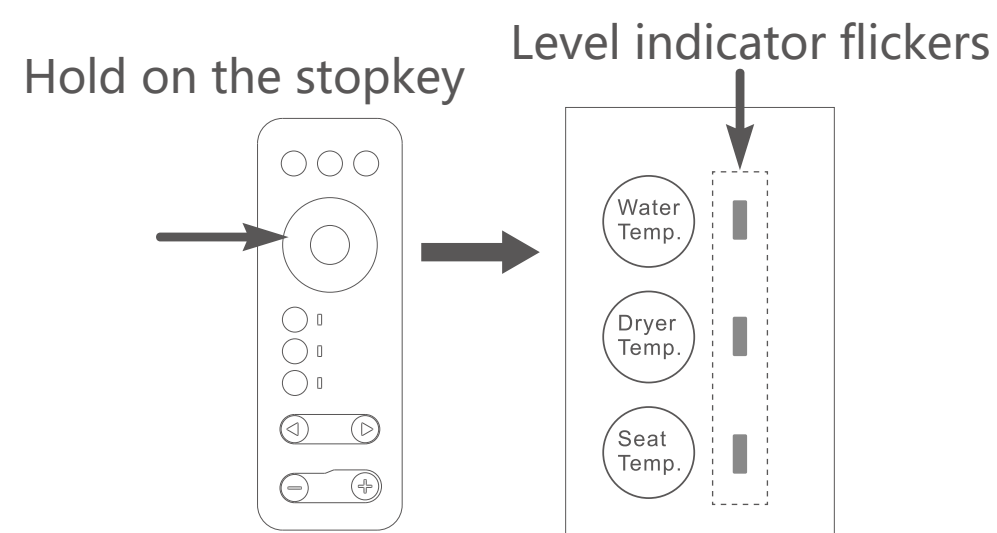 Hold on the stopkey
Level indicator flickers
Water
Temp.
Dryer
Temp.
Seat
Temp.